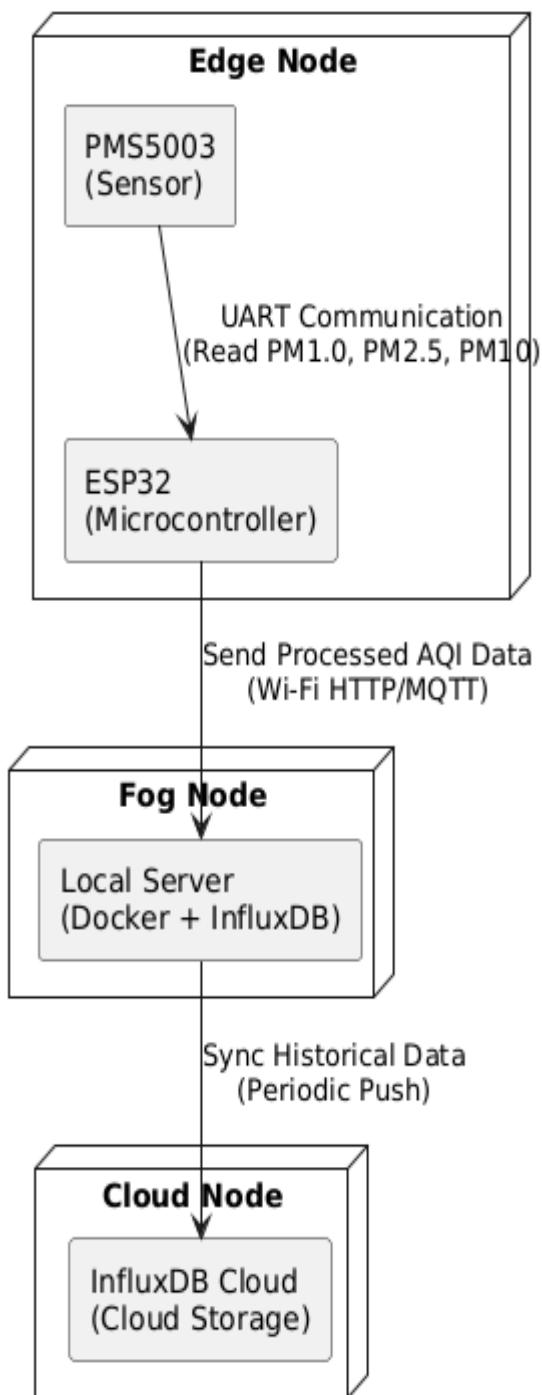 Edge Node
PMS5003
(Sensor)
UART Communication
(Read PM1.0, PM2.5, PM10)
ESP32
(Microcontroller)
Send Processed AQI Data
(Wi-Fi HTTP/MQTT)
Fog Node
Local Server
(Docker + InfluxDB)
Sync Historical Data
(Periodic Push)
Cloud Node
InfluxDB Cloud
(Cloud Storage)